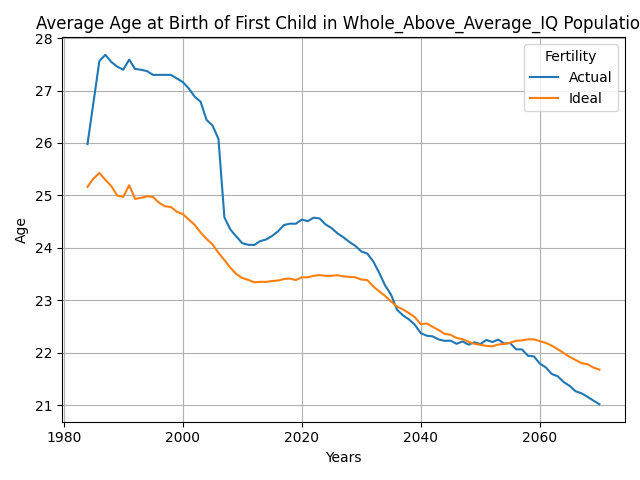 Average Age at Birth of First Child in Whole_Above_Average_IQ Populatio
28
27
26
25
24
23
22
21
Age
Fertility
Actual
Ideal
1980
2000
2020
2040
2060
Years